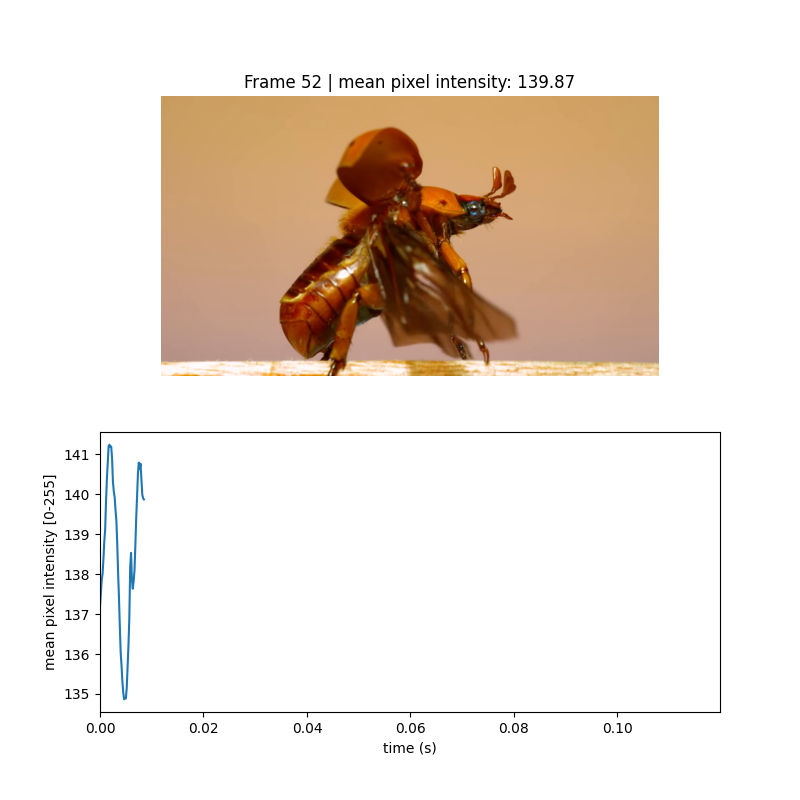 Frame 52 | mean pixel intensity: 139.87
141
140
139
138
137
136
135
mean pixel intensity [0-255]
0.00 0.02 0.04 0.06 0.08 0.10
time (s)